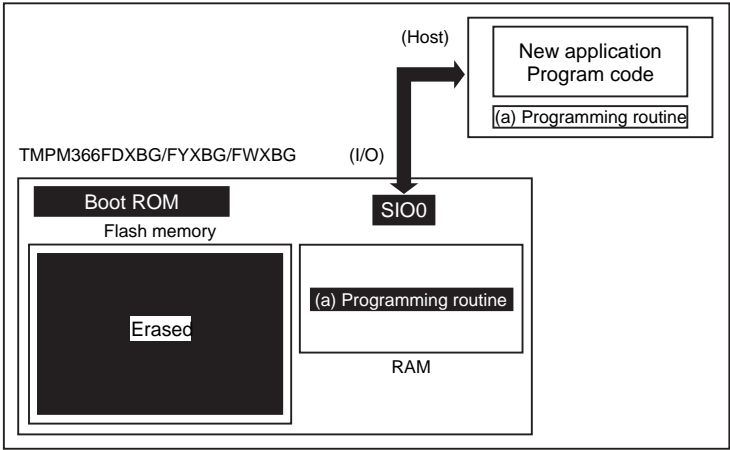 (Host)
New application
Program code
(a) Programming routine
TMPM366FDXBG/FYXBG/FWXBG
(I/O)
Boot ROM
SIO0
Flash memory
(a) Programming routine
Erased
RAM